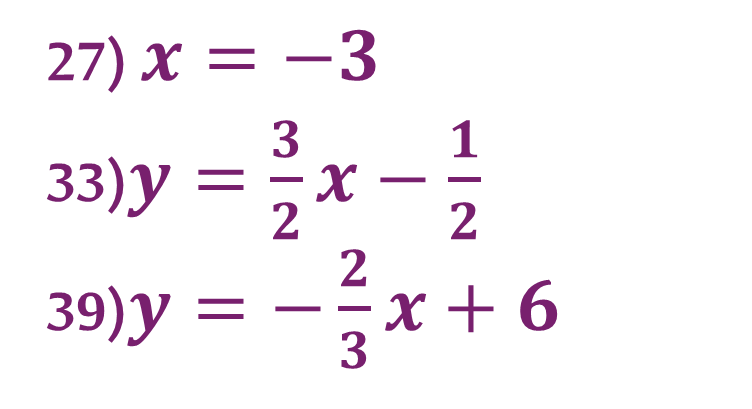 27) x = −3
33) y = 3/2 x − 1/2
39) y = − 2/3 x + 6